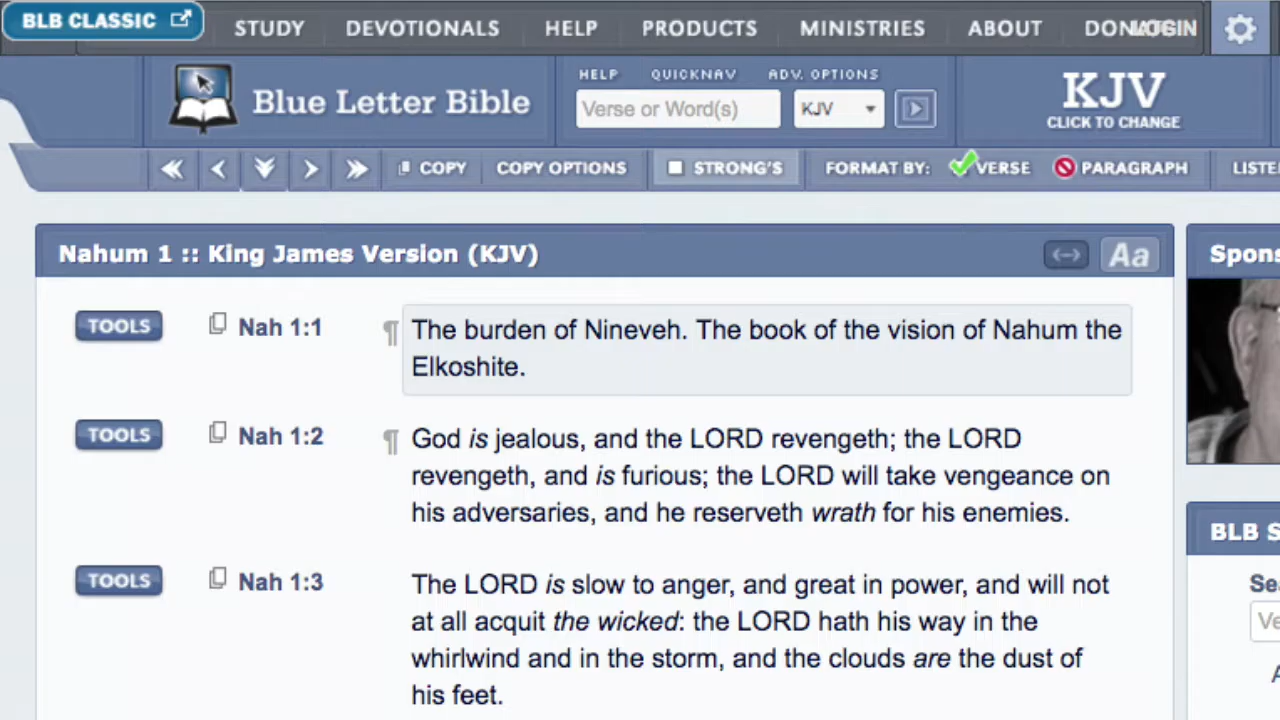 BLB CLASSIC
STUDY DEVOTIONALS HELP PRODUCTS MINISTRIES ABOUT LOGIN
HELP QUICKNAV ADV. OPTIONS
Blue Letter Bible
Verse or Word(s) KJV
KJV
CLICK TO CHANGE
COPY COPY OPTIONS STRONG'S FORMAT BY: VERSE PARAGRAPH
Nahum 1 :: King James Version (KJV) Aa
TOOLS Nah 1:1 ¶ The burden of Nineveh. The book of the vision of Nahum the
Elkoshite.
TOOLS Nah 1:2 ¶ God is jealous, and the LORD revengeth; the LORD
revengeth, and is furious; the LORD will take vengeance on
his adversaries, and he reserveth wrath for his enemies.
BLB S
TOOLS Nah 1:3 The LORD is slow to anger, and great in power, and will not
at all acquit the wicked: the LORD hath his way in the
whirlwind and in the storm, and the clouds are the dust of
his feet.